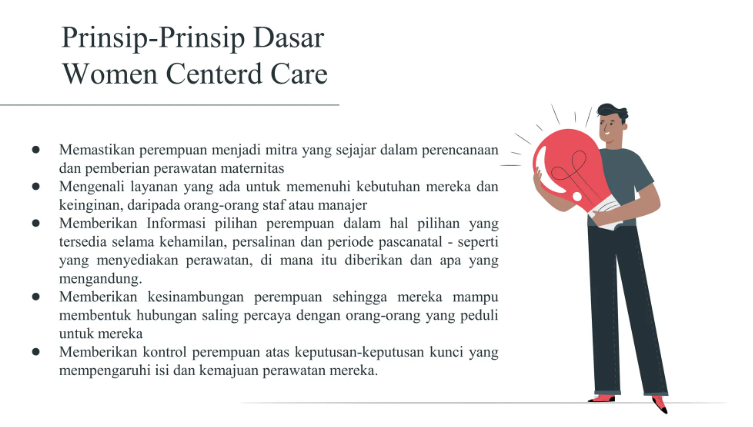 Prinsip-Prinsip Dasar
Women Centerd Care
● Memastikan perempuan menjadi mitra yang sejajar dalam perencanaan
dan pemberian perawatan maternitas
● Mengenali layanan yang ada untuk memenuhi kebutuhan mereka dan
keinginan, daripada orang-orang staf atau manajer
● Memberikan Informasi pilihan perempuan dalam hal pilihan yang
tersedia selama kehamilan, persalinan dan periode pascanatal - seperti
yang menyediakan perawatan, di mana itu diberikan dan apa yang
mengandung.
● Memberikan kesinambungan perempuan sehingga mereka mampu
membentuk hubungan saling percaya dengan orang-orang yang peduli
untuk mereka
● Memberikan kontrol perempuan atas keputusan-keputusan kunci yang
mempengaruhi isi dan kemajuan perawatan mereka.